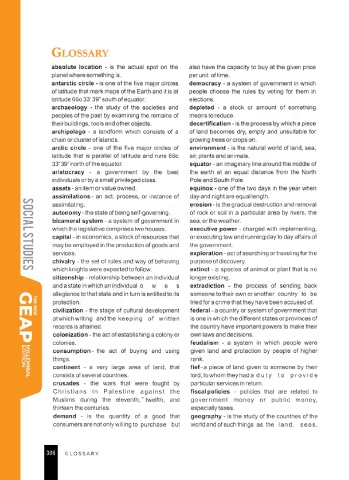 GLOSSARY
absolute location - is the actual spot on the
planet where something is.
antarctic circle - is one of the five major circles
of latitude that mark maps of the Earth and it is at
latitude 66o 33' 39" south of equator.
archaeology - the study of the societies and
peoples of the past by examining the remains of
their buildings, tools and other objects.
archipelago - a landform which consists of a
chain or cluster of islands.
arctic circle - one of the five major circles of
latitude that is parallel of latitude and runs 66o
33' 39" north of the equator.
aristocracy - a government by the best
individuals or by a small privileged class.
assets - an item or value owned.
assimilations - an act, process, or instance of
assimilating.
autonomy - the state of being self-governing.
bicameral system - a system of government in
which the legislative comprises two houses.
capital - in economics, a stock of resources that
may be employed in the production of goods and
services.
chivalry - the set of rules and way of behaving
which knights were expected to follow.
citizenship - relationship between an individual
and a state in which an individual o w e s
allegiance to that state and in turn is entitled to its
protection.
civilization - the stage of cultural development
at which writing and the keeping of written
records is attained.
colonization - the act of establishing a colony or
colonies.
consumption - the act of buying and using
things.
continent - a very large area of land, that
consists of several countries.
crusades - the wars that were fought by
Christians in Palestine against the
Muslims during the eleventh, twelfth, and
thirteen the centuries.
demand - is the quantity of a good that
consumers are not only willing to purchase but
also have the capacity to buy at the given price
per unit of time.
democracy - a system of government in which
people choose the rules by voting for them in
elections.
depleted - a stock or amount of something
means to reduce.
decertification - is the process by which a piece
of land becomes dry, empty and unsuitable for
growing trees or crops on.
environment - is the natural world of land, sea,
air, plants and animals.
equator - an imaginary line around the middle of
the earth at an equal distance from the North
Pole and South Pole.
equinox - one of the two days in the year when
day and night are equal length.
erosion - is the gradual destruction and removal
of rock or soil in a particular area by rivers, the
sea, or the weather.
executive power - charged with implementing,
or executing law and running day to day affairs of
the government.
exploration - act of searching or traveling for the
purpose of discovery.
extinct - a species of animal or plant that is no
longer existing.
extradiction - the process of sending back
someone to their own or another country to be
tried for a crime that they have been accused of.
federal - a country or system of government that
is one in which the different states or provinces of
the country have important powers to make their
own laws and decisions.
feudalism - a system in which people were
given land and protection by people of higher
rank.
fief - a piece of land given to someone by their
lord, to whom they had a duty to provide
particular services in return.
fiscal policies - policies that are related to
government money or public money,
especially taxes.
geography - is the study of the countries of the
world and of such things as the land, seas,
SOCIAL STUDIES
THE NEW
GEAP
MILLENNIAL
EDITION
306 GLOSSARY